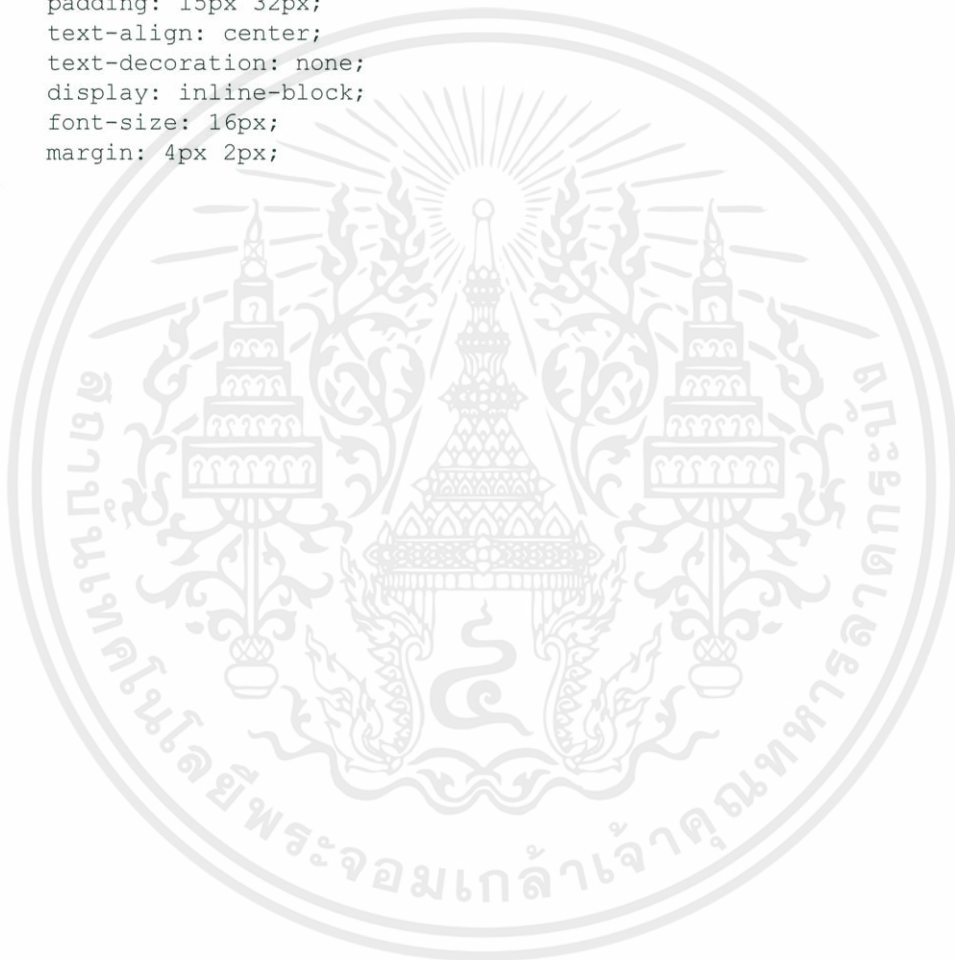 padding: 15px 32px;
text-align: center;
text-decoration: none;
display: inline-block;
font-size: 16px;
margin: 4px 2px;
สถาบันเทคโนโลยีพระจอมเกล้าเจ้าคุณทหารลาดกระบัง